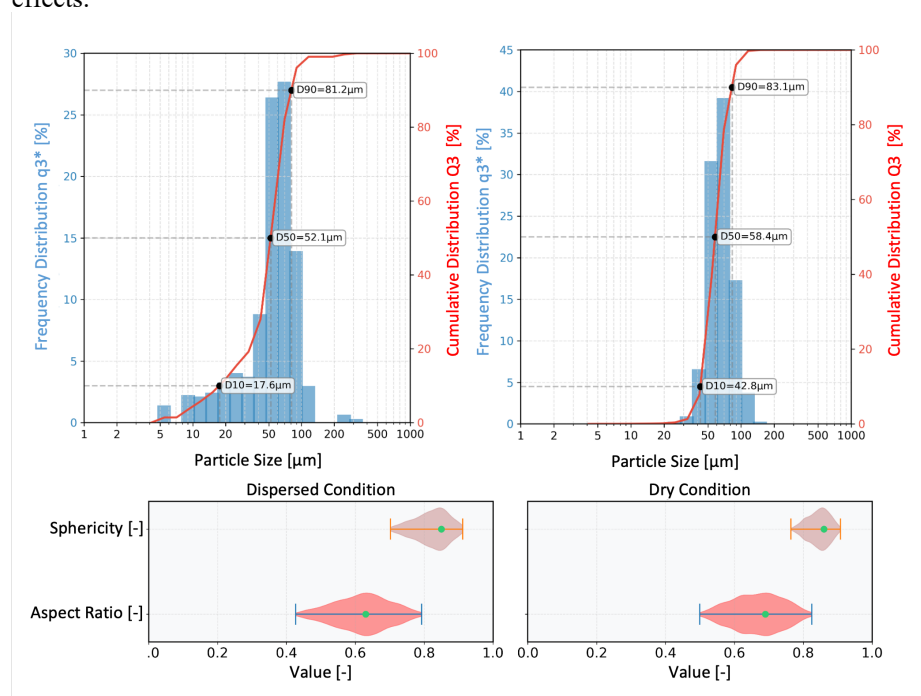 effects.
Frequency Distribution q3* [%]
30
25
20
15
10
5
0
D90=81.2μm
D50=52.1μm
D10=17.6μm
100
80
60
40
20
0
Cumulative Distribution Q3 [%]
1 2 5 10 20 50 100 200 500 1000
Particle Size [μm]
Frequency Distribution q3* [%]
45
40
35
30
25
20
15
10
5
0
D90=83.1μm
D50=58.4μm
D10=42.8μm
100
80
60
40
20
0
Cumulative Distribution Q3 [%]
1 2 5 10 20 50 100 200 500 1000
Particle Size [μm]
Dispersed Condition
Sphericity [-]
Aspect Ratio [-]
.0 0.2 0.4 0.6 0.8 1.0
Value [-]
Dry Condition
0.0 0.2 0.4 0.6 0.8 1.0
Value [-]